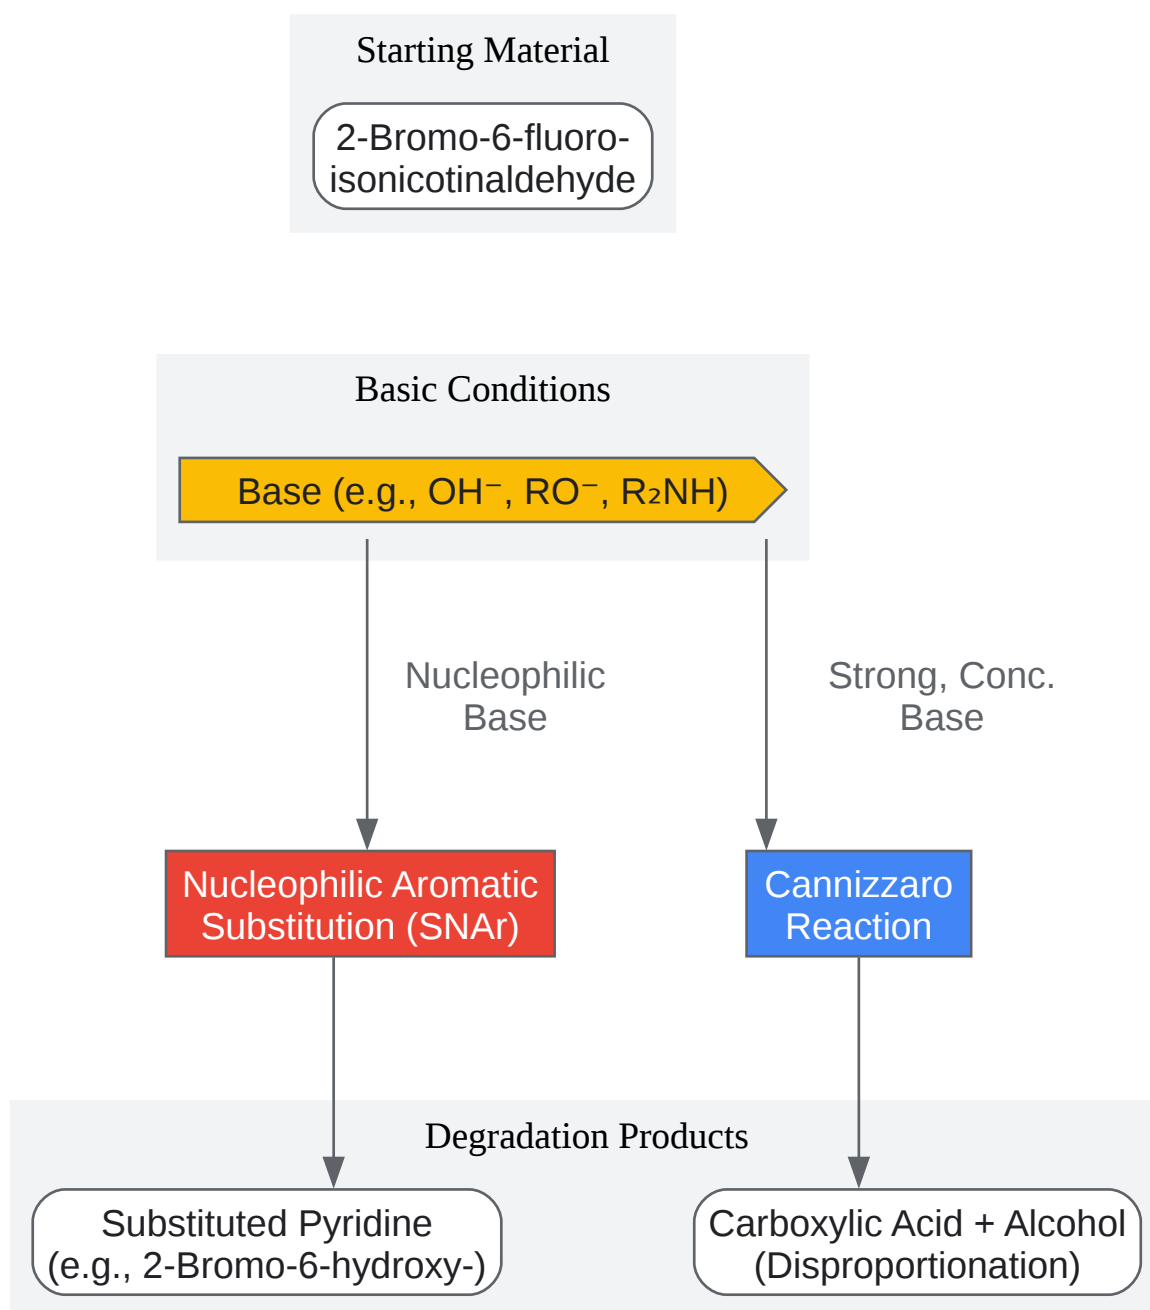 Starting Material
2-Bromo-6-fluoro-
isonicotinaldehyde
Basic Conditions
Base (e.g., OH⁻, RO⁻, R₂NH)
Nucleophilic
Base
Strong, Conc.
Base
Nucleophilic Aromatic
Substitution (SNAr)
Cannizzaro
Reaction
Degradation Products
Substituted Pyridine
(e.g., 2-Bromo-6-hydroxy-)
Carboxylic Acid + Alcohol
(Disproportionation)